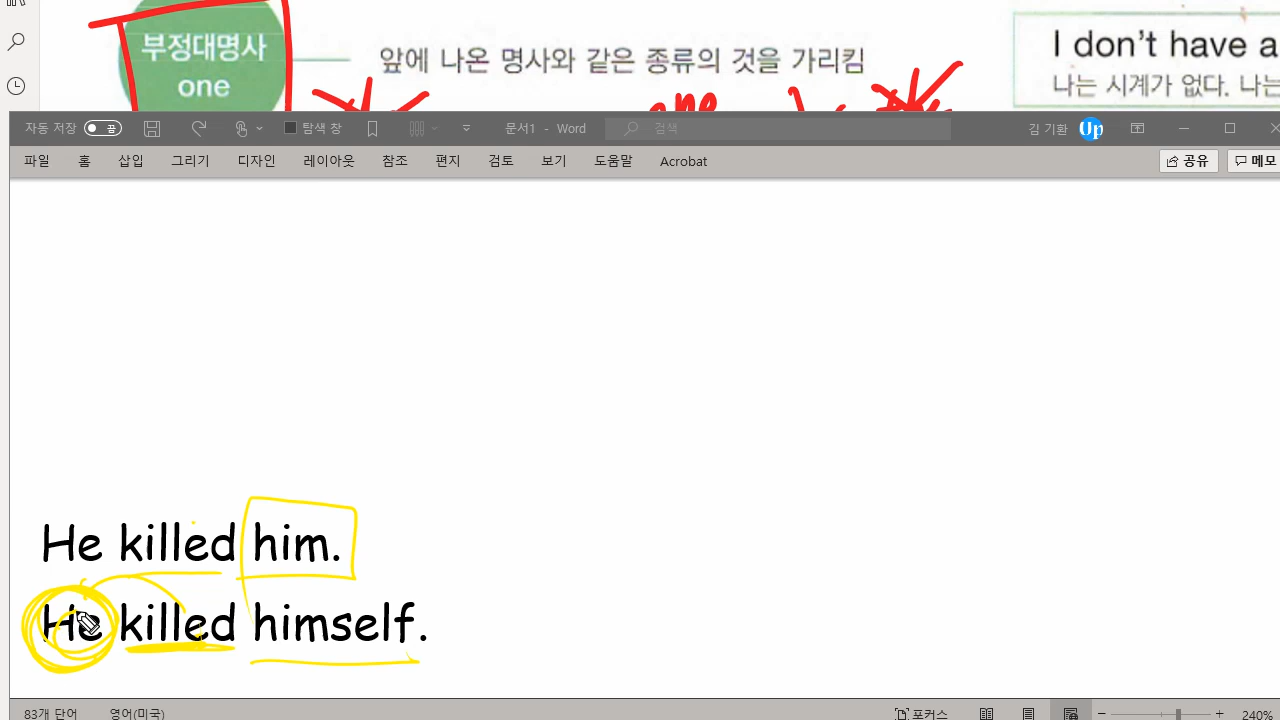 부정대명사
one
앞에 나온 명사와 같은 종류의 것을 가리킴
I don't have a
나는 시계가 없다. 나는
one
자동 저장 끔 탐색 창 문서1 - Word 검색 김 기환 Up
파일 홈 삽입 그리기 디자인 레이아웃 참조 편지 검토 보기 도움말 Acrobat 공유 메모
He killed him.
He killed himself.
83개 단어 영어(미국) 포커스 240%